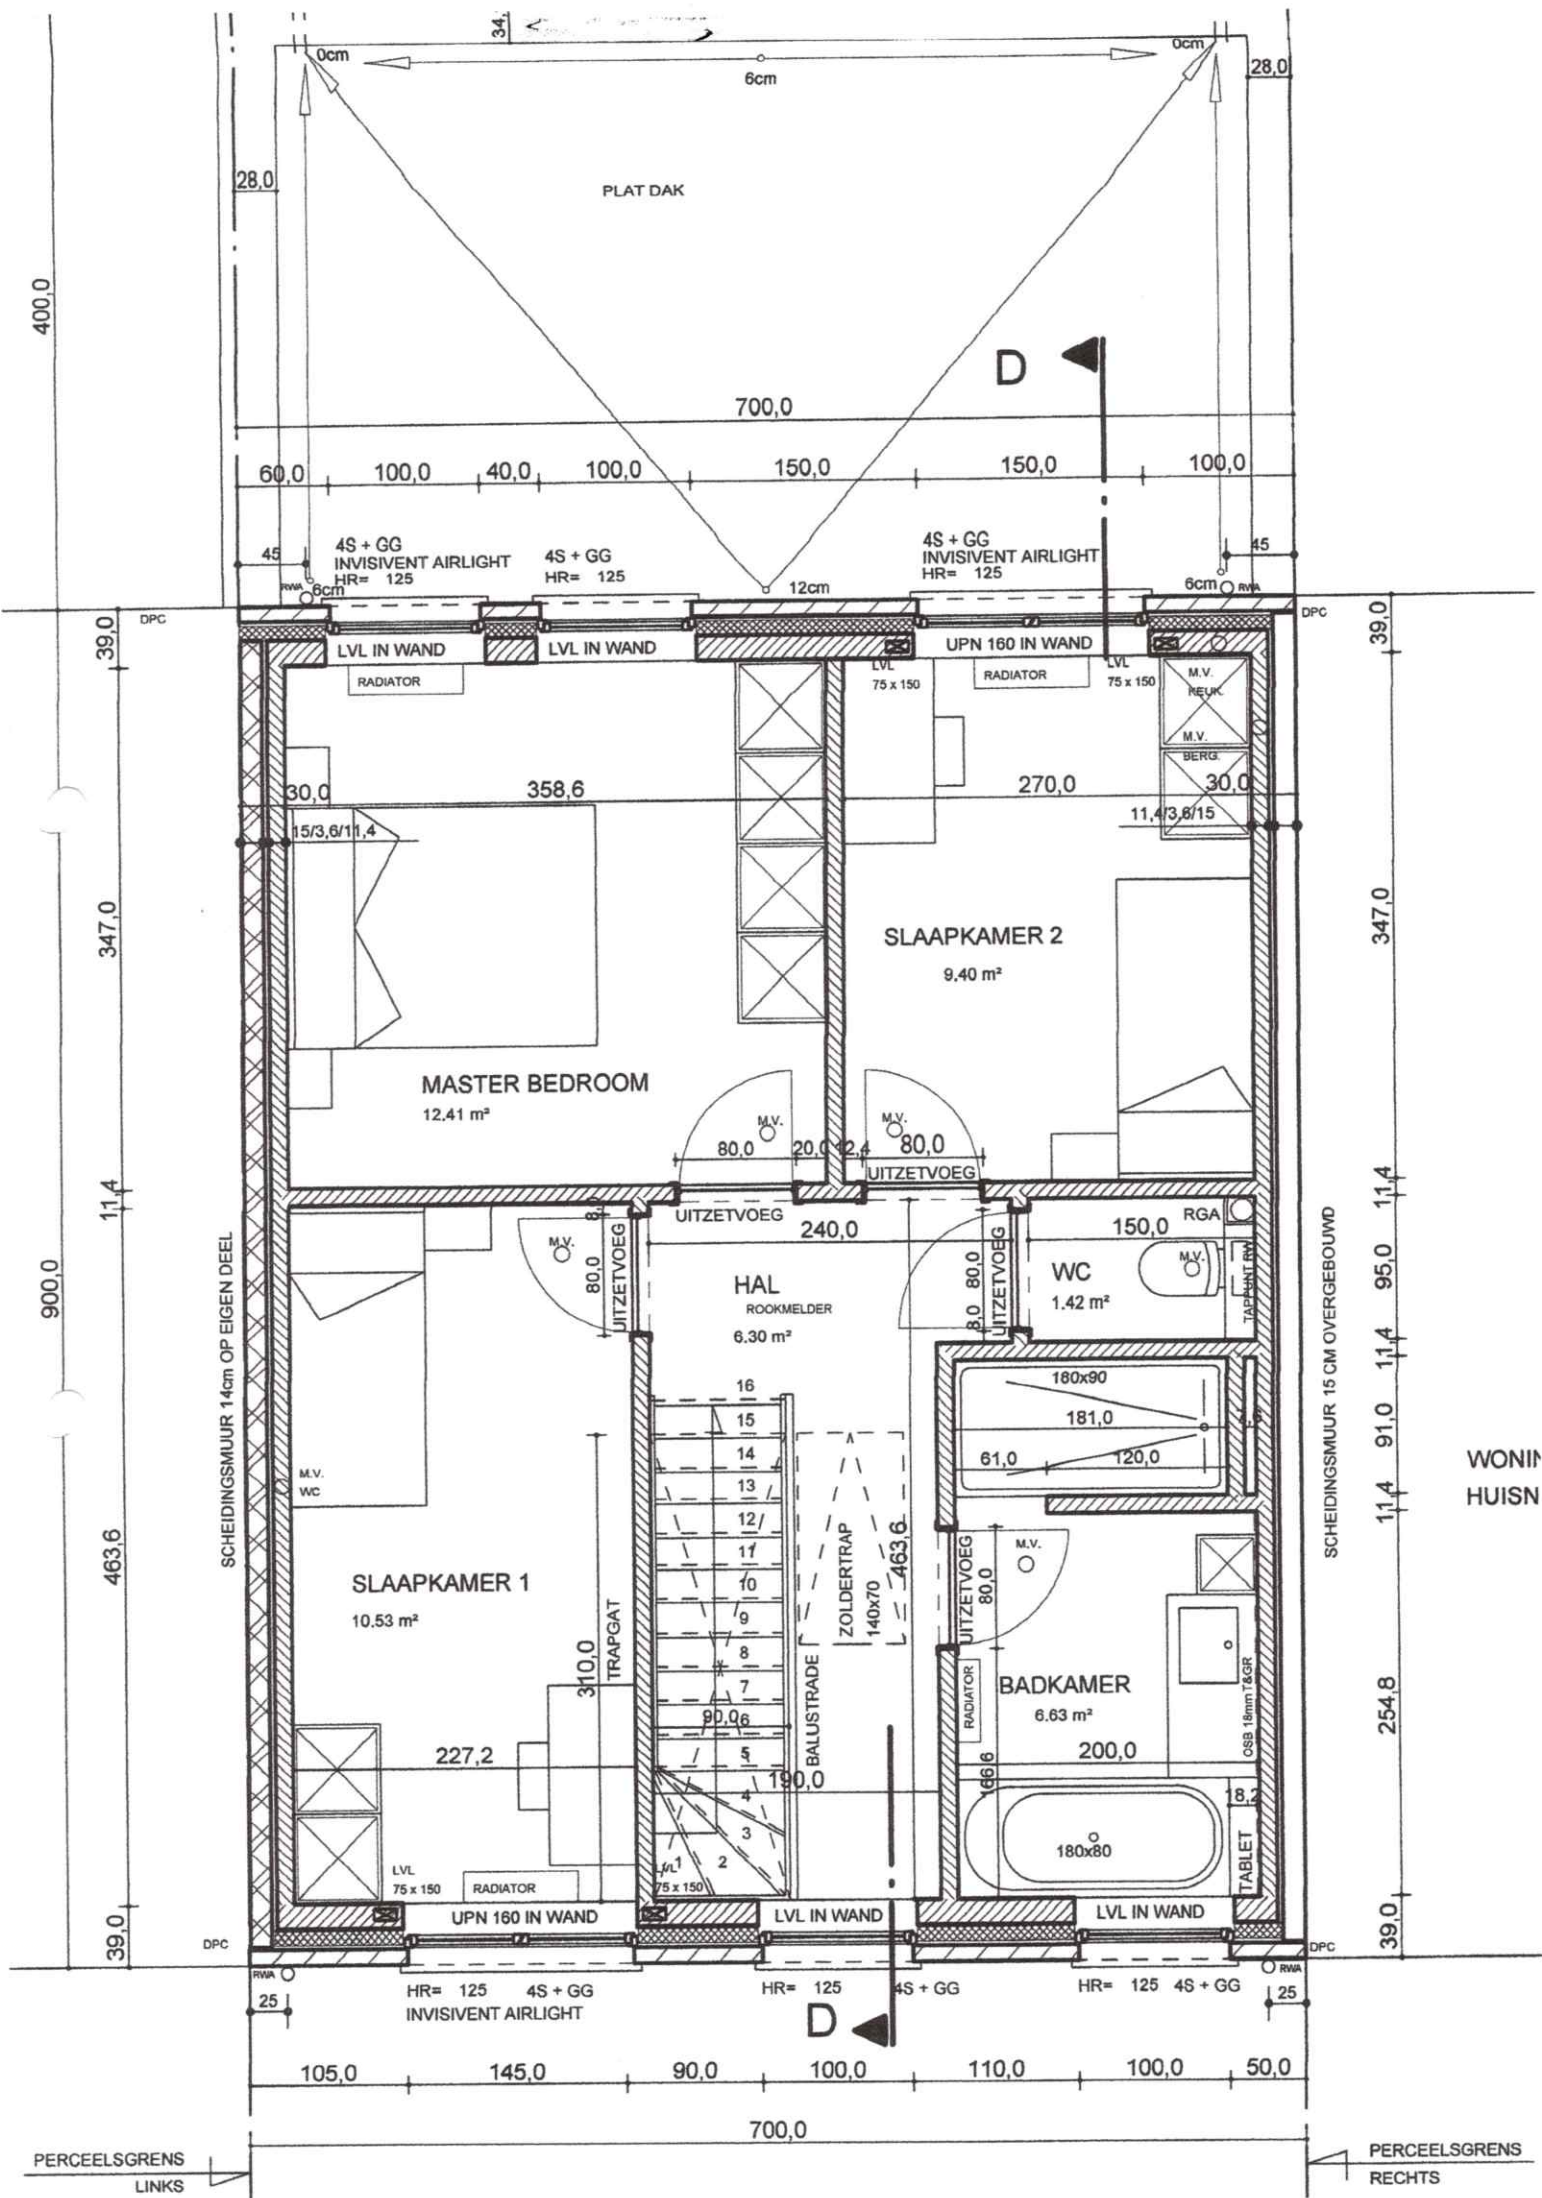 34,
0cm
0cm
6cm
28,0
28,0
PLAT DAK
400,0
D
700,0
60,0
100,0
40,0
100,0
150,0
150,0
100,0
45
4S + GG
INVISIVENT AIRLIGHT
HR= 125
4S + GG
HR= 125
4S + GG
INVISIVENT AIRLIGHT
HR= 125
45
RWA
6cm
12cm
6cm
RWA
DPC
DPC
39,0
39,0
LVL IN WAND
LVL IN WAND
UPN 160 IN WAND
RADIATOR
LVL
75 x 150
RADIATOR
LVL
75 x 150
M.V.
KEUK.
M.V.
BERG.
30,0
358,6
270,0
30,0
15/3,6/11,4
11,4/3,6/15
347,0
347,0
SLAAPKAMER 2
9.40 m²
MASTER BEDROOM
12.41 m²
M.V.
M.V.
80,0
20,0
12,4
80,0
UITZETVOEG
11,4
11,4
UITZETVOEG
8,0
80,0
UITZETVOEG
M.V.
240,0
150,0
RGA
HAL
ROOKMELDER
6.30 m²
80,0
8,0
UITZETVOEG
WC
1.42 m²
M.V.
TAPPUNT RW
95,0
900,0
SCHEIDINGSMUUR 14cm OP EIGEN DEEL
SCHEIDINGSMUUR 15 CM OVERGEBOUWD
11,4
16
15
14
13
12
11
10
9
8
7
6
5
4
3
2
1
180x90
181,0
61,0
120,0
91,0
11,4
M.V.
WC
WONIN
HUISN
463,6
463,6
ZOLDERTRAP
140x70
UITZETVOEG
80,0
M.V.
SLAAPKAMER 1
10.53 m²
310,0
TRAPGAT
BALUSTRADE
90,0
RADIATOR
BADKAMER
6.63 m²
OSB 18mm T&GR
254,8
227,2
190,0
200,0
166,6
18,2
180x80
TABLET
LVL
75 x 150
RADIATOR
LVL
75 x 150
UPN 160 IN WAND
LVL IN WAND
LVL IN WAND
39,0
39,0
DPC
DPC
RWA
RWA
25
HR= 125 4S + GG
INVISIVENT AIRLIGHT
HR= 125 4S + GG
HR= 125 4S + GG
25
D
105,0
145,0
90,0
100,0
110,0
100,0
50,0
700,0
PERCEELSGRENS
LINKS
PERCEELSGRENS
RECHTS